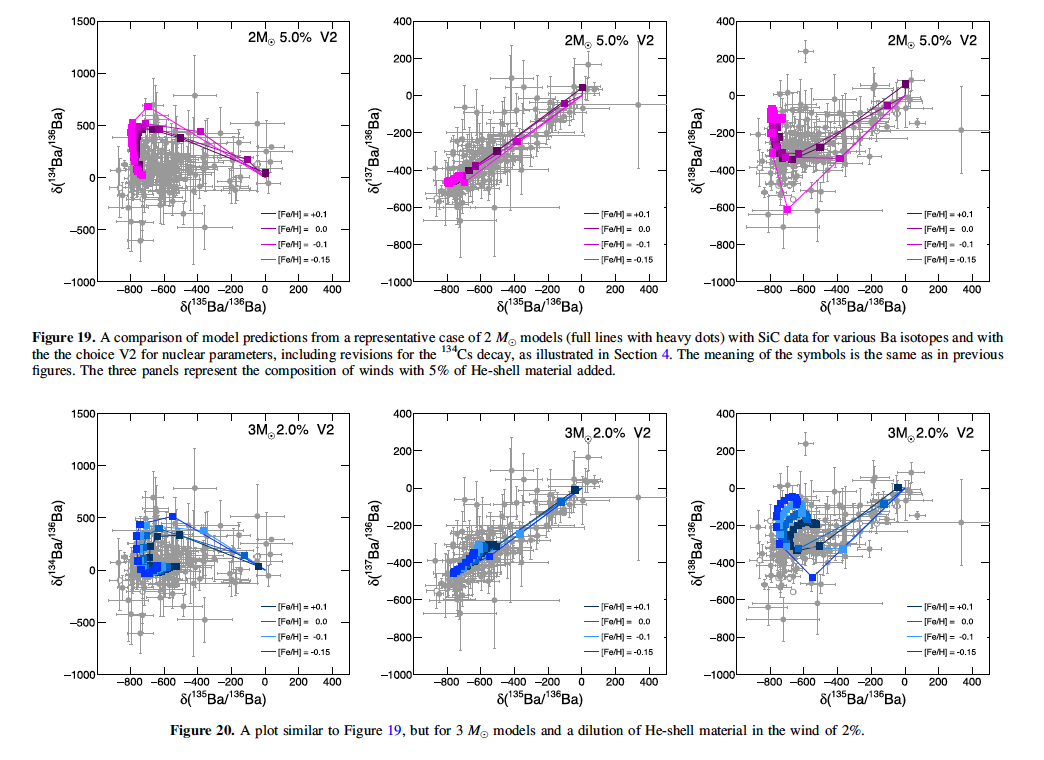 2M⊙ 5.0% V2
1500
1000
500
0
−500
−1000
δ(¹³⁴Ba/¹³⁶Ba)
[Fe/H] = +0.1
[Fe/H] = 0.0
[Fe/H] = -0.1
[Fe/H] = -0.15
−800 −600 −400 −200 0 200 400
δ(¹³⁵Ba/¹³⁶Ba)
2M⊙ 5.0% V2
400
200
0
−200
−400
−600
−800
−1000
δ(¹³⁷Ba/¹³⁶Ba)
[Fe/H] = +0.1
[Fe/H] = 0.0
[Fe/H] = -0.1
[Fe/H] = -0.15
−800 −600 −400 −200 0 200 400
δ(¹³⁵Ba/¹³⁶Ba)
2M⊙ 5.0% V2
400
200
0
−200
−400
−600
−800
−1000
δ(¹³⁸Ba/¹³⁶Ba)
[Fe/H] = +0.1
[Fe/H] = 0.0
[Fe/H] = -0.1
[Fe/H] = -0.15
−800 −600 −400 −200 0 200 400
δ(¹³⁵Ba/¹³⁶Ba)
Figure 19. A comparison of model predictions from a representative case of 2 M⊙ models (full lines with heavy dots) with SiC data for various Ba isotopes and with
the the choice V2 for nuclear parameters, including revisions for the ¹³⁴Cs decay, as illustrated in Section 4. The meaning of the symbols is the same as in previous
figures. The three panels represent the composition of winds with 5% of He-shell material added.
3M⊙ 2.0% V2
1500
1000
500
0
−500
−1000
δ(¹³⁴Ba/¹³⁶Ba)
[Fe/H] = +0.1
[Fe/H] = 0.0
[Fe/H] = -0.1
[Fe/H] = -0.15
−800 −600 −400 −200 0 200 400
δ(¹³⁵Ba/¹³⁶Ba)
3M⊙ 2.0% V2
400
200
0
−200
−400
−600
−800
−1000
δ(¹³⁷Ba/¹³⁶Ba)
[Fe/H] = +0.1
[Fe/H] = 0.0
[Fe/H] = -0.1
[Fe/H] = -0.15
−800 −600 −400 −200 0 200 400
δ(¹³⁵Ba/¹³⁶Ba)
3M⊙ 2.0% V2
400
200
0
−200
−400
−600
−800
−1000
δ(¹³⁸Ba/¹³⁶Ba)
[Fe/H] = +0.1
[Fe/H] = 0.0
[Fe/H] = -0.1
[Fe/H] = -0.15
−800 −600 −400 −200 0 200 400
δ(¹³⁵Ba/¹³⁶Ba)
Figure 20. A plot similar to Figure 19, but for 3 M⊙ models and a dilution of He-shell material in the wind of 2%.